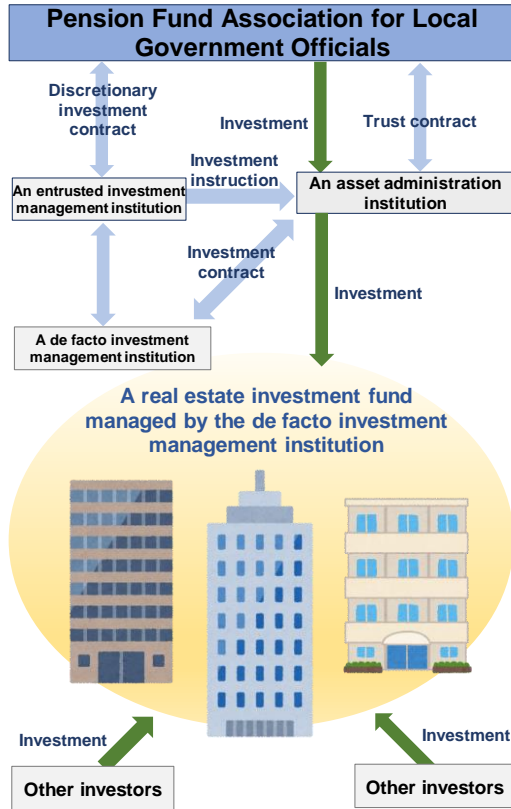 Pension Fund Association for Local
Government Officials
Discretionary
investment
contract
Investment
Trust contract
Investment
instruction
An entrusted investment
management institution
An asset administration
institution
Investment
contract
Investment
A de facto investment
management institution
A real estate investment fund
managed by the de facto investment
management institution
Investment
Investment
Other investors
Other investors